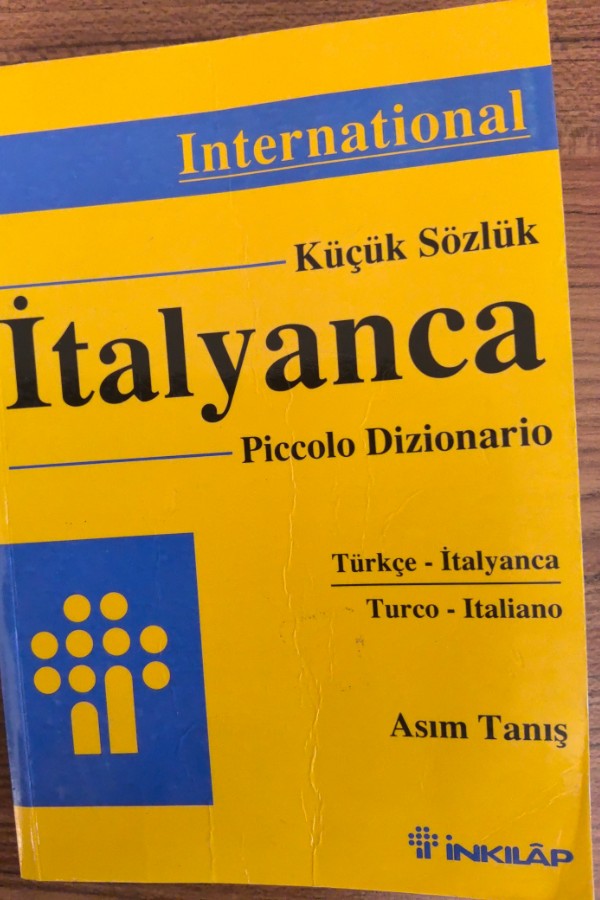 International
Küçük Sözlük
İtalyanca
Piccolo Dizionario
Türkçe - İtalyanca
Turco - Italiano
Asım Tanış
İNKILÂP